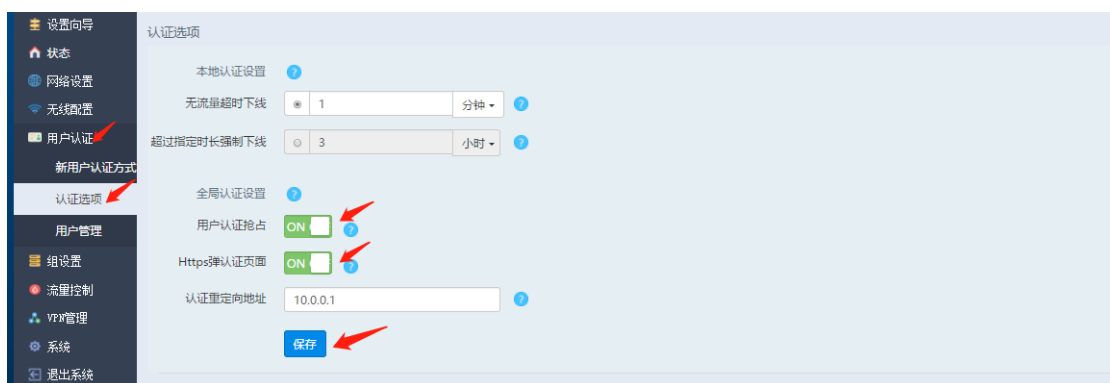 设置向导
状态
网络设置
无线配置
用户认证
新用户认证方式
认证选项
用户管理
组设置
流量控制
VPN管理
系统
退出系统
认证选项
本地认证设置 ?
无流量超时下线 1 分钟 ?
超过指定时长强制下线 3 小时 ?
全局认证设置 ?
用户认证抢占 ON ?
Https弹认证页面 ON ?
认证重定向地址 10.0.0.1 ?
保存